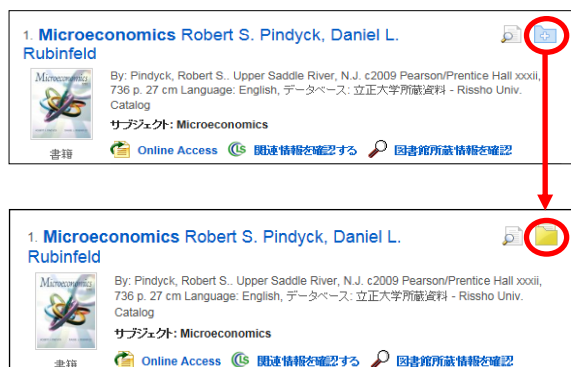 1. Microeconomics Robert S. Pindyck, Daniel L.
Rubinfeld
Microeconomics
By: Pindyck, Robert S.. Upper Saddle River, N.J. c2009 Pearson/Prentice Hall xxxii,
736 p. 27 cm Language: English, データベース: 立正大学所蔵資料 - Rissho Univ.
Catalog
サブジェクト: Microeconomics
書籍
Online Access 関連情報を確認する 図書館所蔵情報を確認
1. Microeconomics Robert S. Pindyck, Daniel L.
Rubinfeld
Microeconomics
By: Pindyck, Robert S.. Upper Saddle River, N.J. c2009 Pearson/Prentice Hall xxxii,
736 p. 27 cm Language: English, データベース: 立正大学所蔵資料 - Rissho Univ.
Catalog
サブジェクト: Microeconomics
書籍
Online Access 関連情報を確認する 図書館所蔵情報を確認